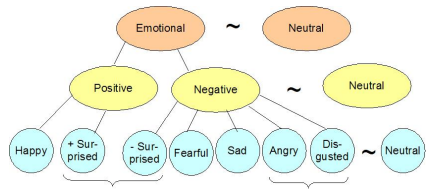 Emotional ~ Neutral
Positive Negative ~ Neutral
Happy + Sur-
prised - Sur-
prised Fearful Sad Angry Dis-
gusted ~ Neutral